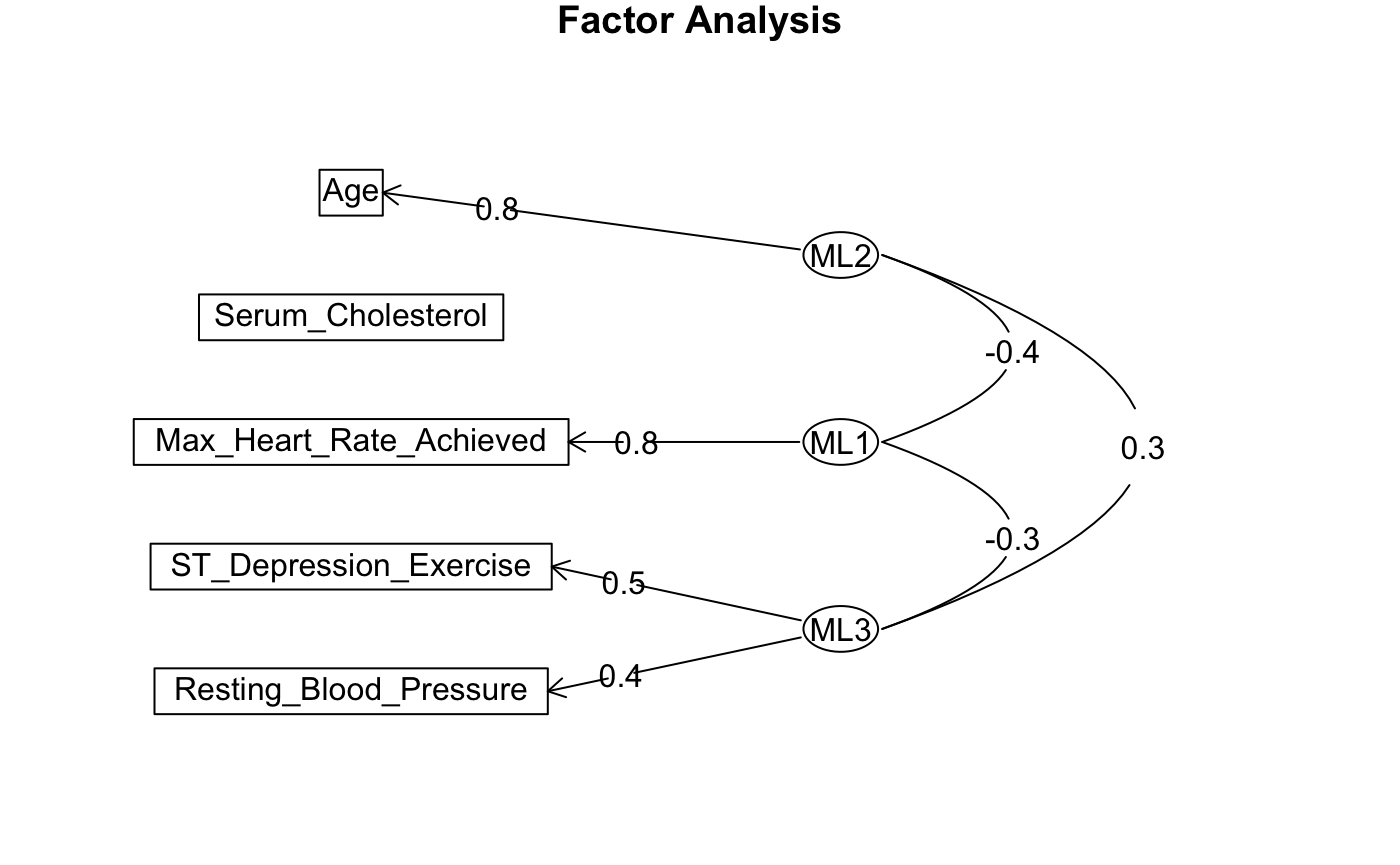 Factor Analysis
Age
0.8
ML2
Serum_Cholesterol
-0.4
Max_Heart_Rate_Achieved
0.8
ML1
0.3
-0.3
ST_Depression_Exercise
0.5
ML3
0.4
Resting_Blood_Pressure